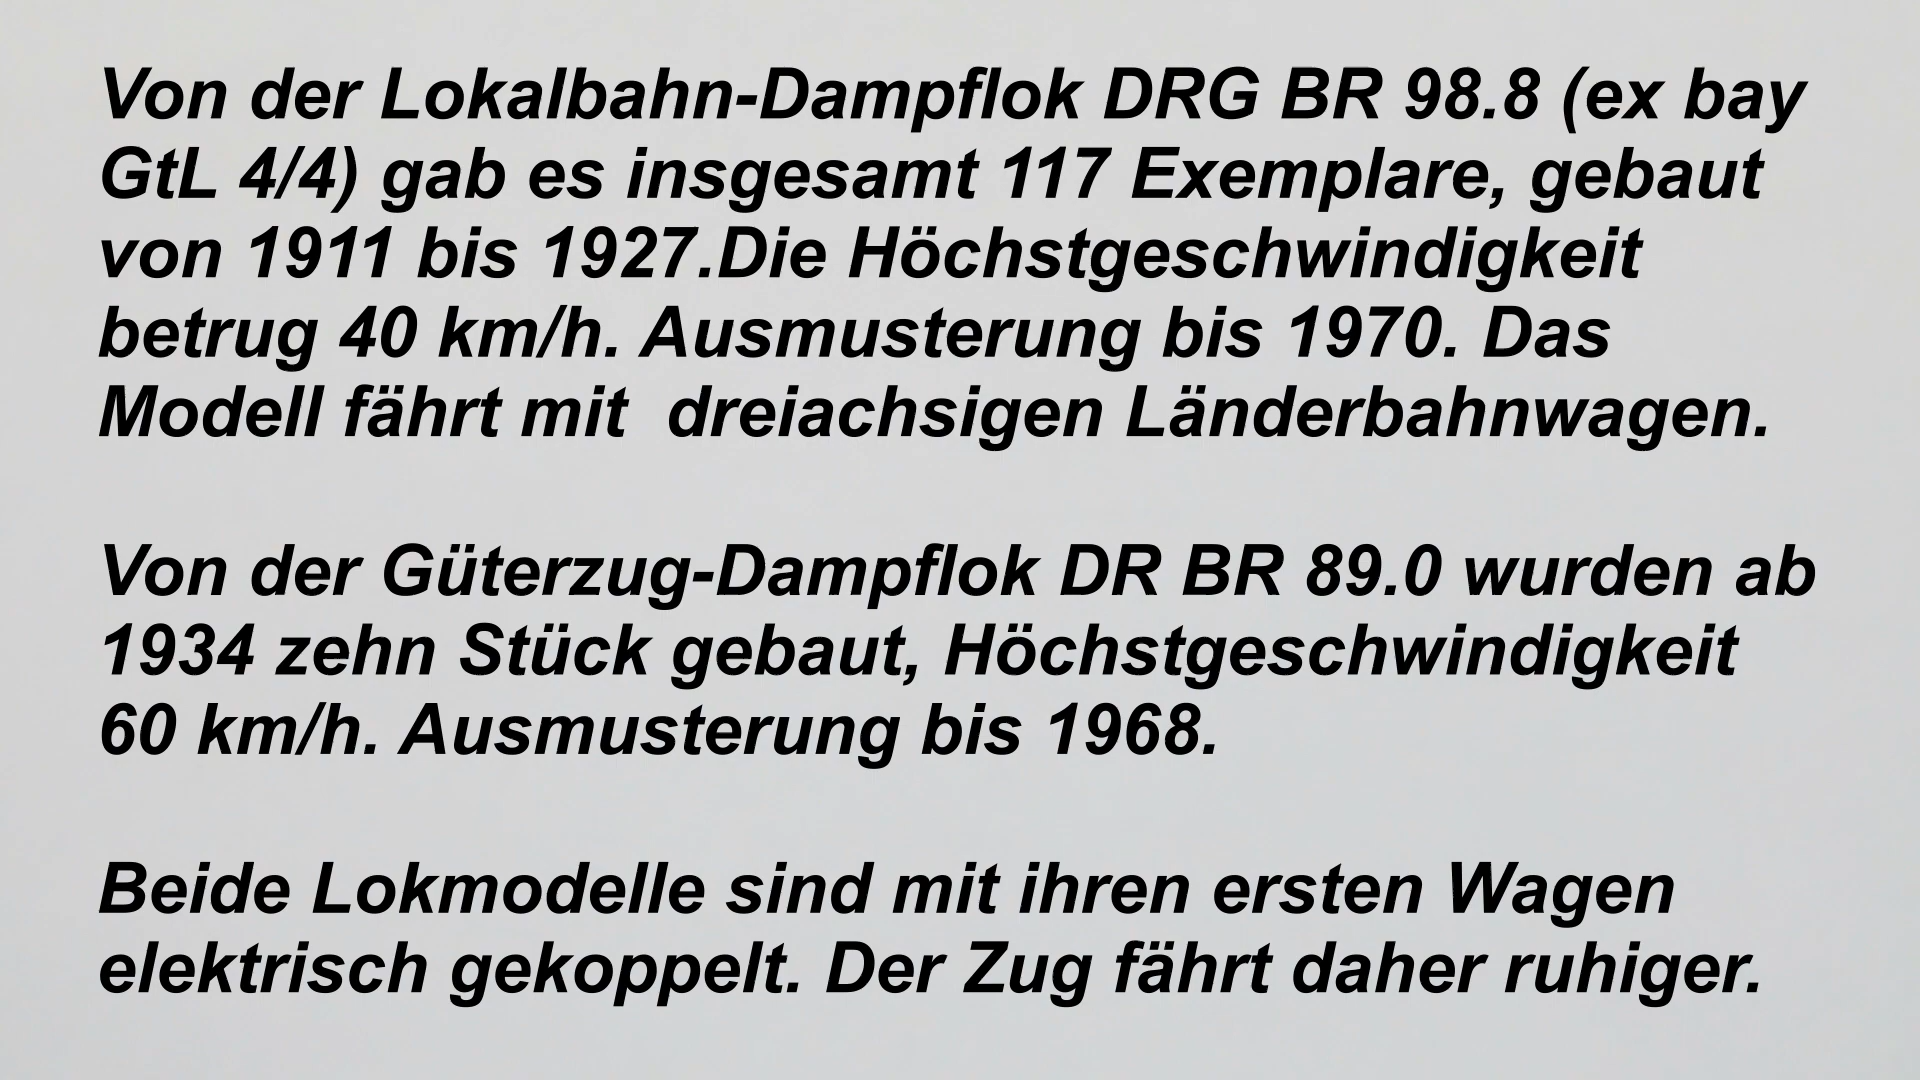 Von der Lokalbahn-Dampflok DRG BR 98.8 (ex bay
GtL 4/4) gab es insgesamt 117 Exemplare, gebaut
von 1911 bis 1927.Die Höchstgeschwindigkeit
betrug 40 km/h. Ausmusterung bis 1970. Das
Modell fährt mit  dreiachsigen Länderbahnwagen.
Von der Güterzug-Dampflok DR BR 89.0 wurden ab
1934 zehn Stück gebaut, Höchstgeschwindigkeit
60 km/h. Ausmusterung bis 1968.
Beide Lokmodelle sind mit ihren ersten Wagen
elektrisch gekoppelt. Der Zug fährt daher ruhiger.